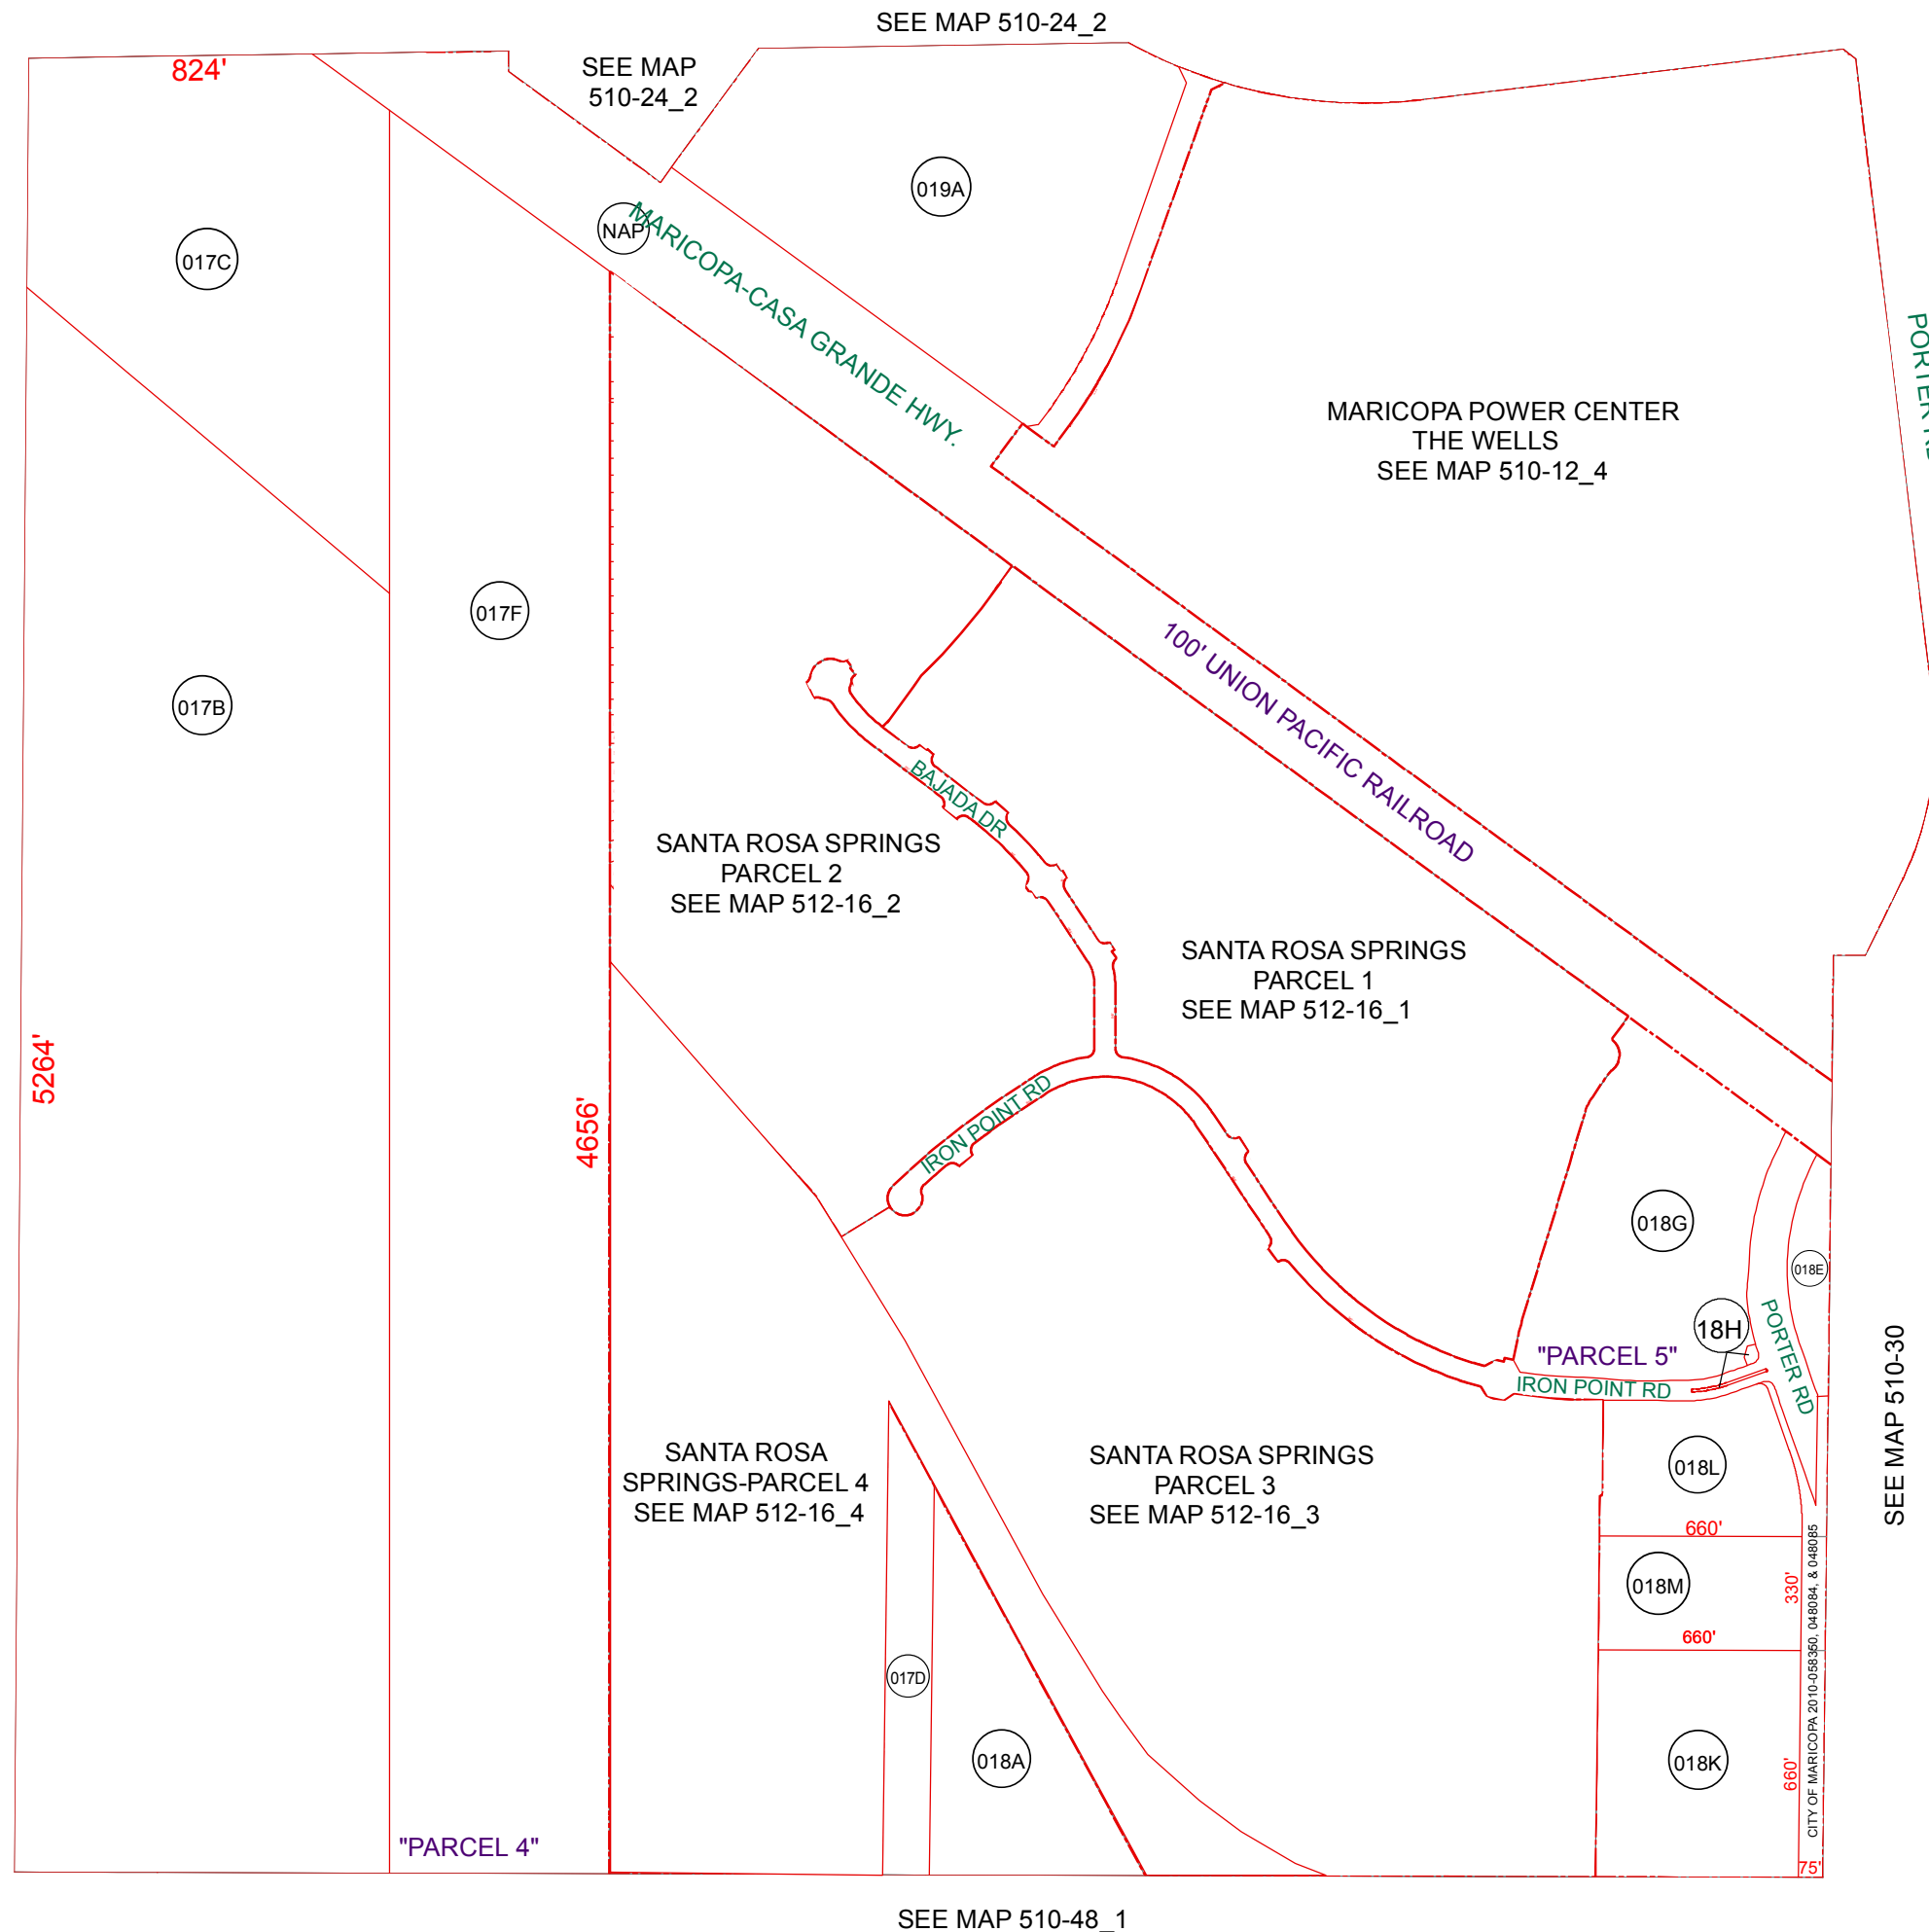 SEE MAP 510-24_2
824'
SEE MAP
510-24_2
019A
NAP
MARICOPA-CASA GRANDE HWY.
017C
MARICOPA POWER CENTER
THE WELLS
SEE MAP 510-12_4
017F
100' UNION PACIFIC RAILROAD
017B
BAJADA DR
SANTA ROSA SPRINGS
PARCEL 2
SEE MAP 512-16_2
SANTA ROSA SPRINGS
PARCEL 1
SEE MAP 512-16_1
5264'
4656'
IRON POINT RD
018G
018E
18H
PORTER RD
"PARCEL 5"
IRON POINT RD
SEE MAP 510-30
SANTA ROSA
SPRINGS-PARCEL 4
SEE MAP 512-16_4
SANTA ROSA SPRINGS
PARCEL 3
SEE MAP 512-16_3
018L
660'
018M
330'
660'
CITY OF MARICOPA 2010-058350, 048084, & 048085
017D
018A
018K
660'
"PARCEL 4"
75'
SEE MAP 510-48_1